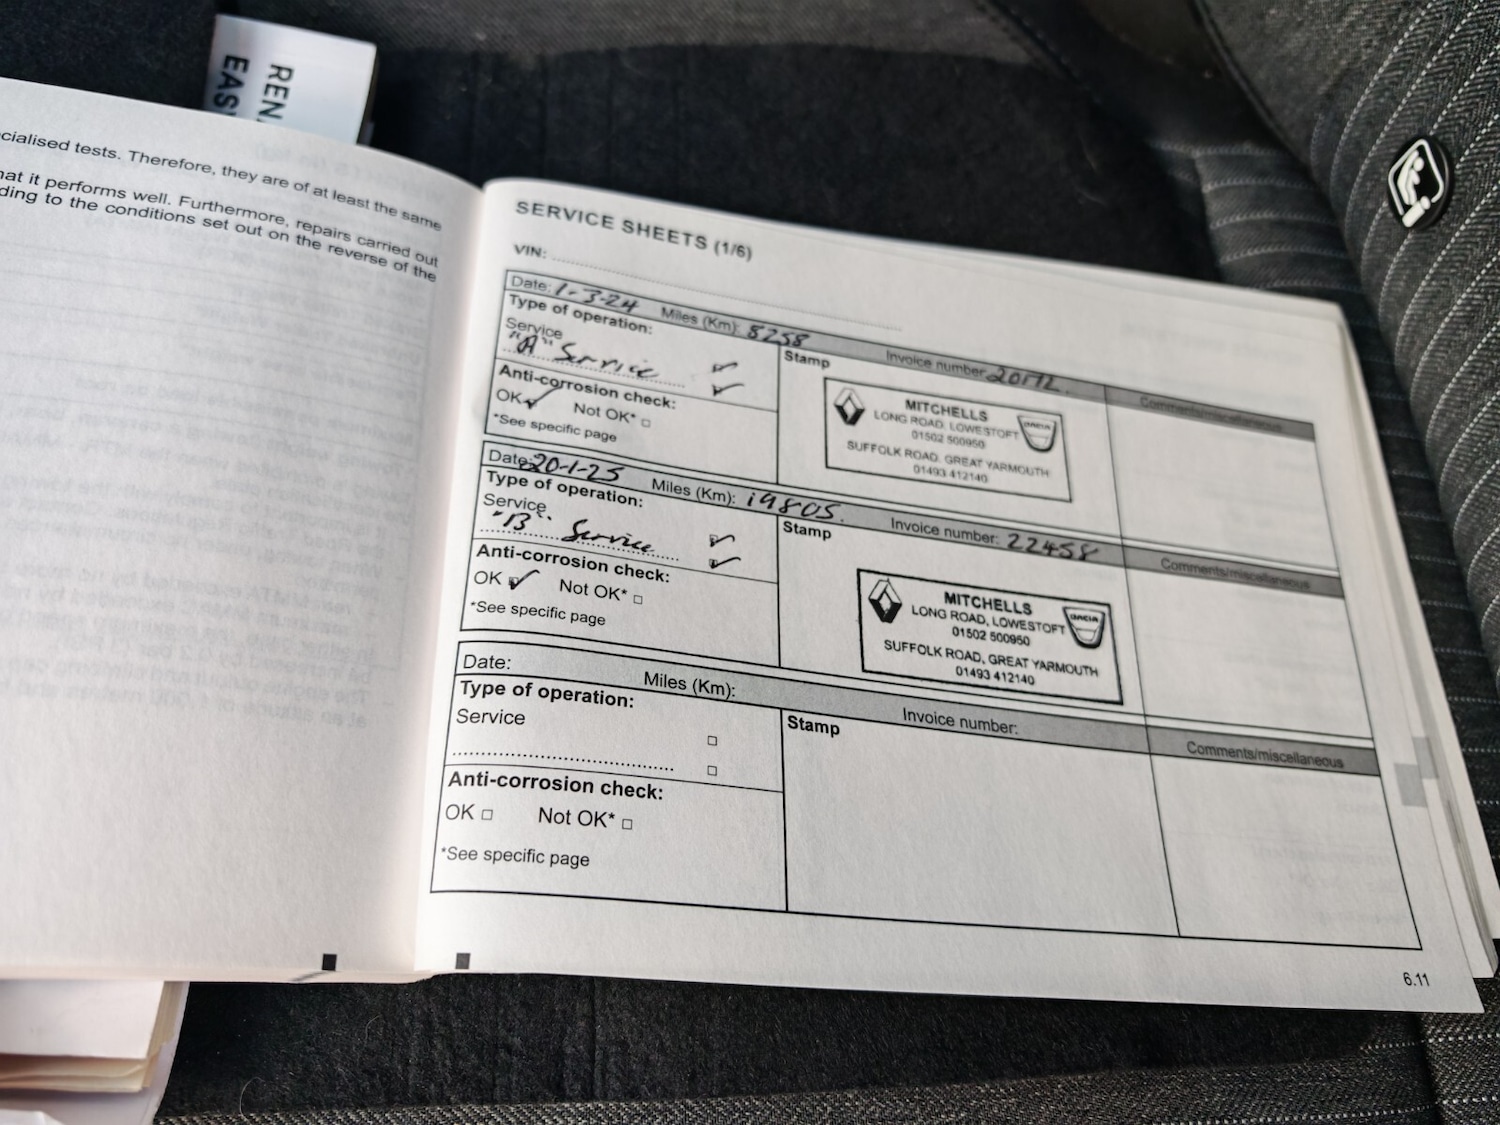 REN
EAS
cialised tests. Therefore, they are of at least the same
hat it performs well. Furthermore, repairs carried out
ding to the conditions set out on the reverse of the
SERVICE SHEETS (1/6)
VIN:
Date: 1-3-24 Miles (Km): 8258 Invoice number: Comments/miscellaneous
Type of operation:
Service
"A" Service
Anti-corrosion check:
OK Not OK*
*See specific page
Stamp
MITCHELLS
LONG ROAD, LOWESTOFT
01502 500950
SUFFOLK ROAD, GREAT YARMOUTH
01493 412140
DACIA
Date: 20-1-25 Miles (Km): 19805. Invoice number: 22458 Comments/miscellaneous
Type of operation:
Service
"B" Service
Anti-corrosion check:
OK Not OK*
*See specific page
Stamp
MITCHELLS
LONG ROAD, LOWESTOFT
01502 500950
SUFFOLK ROAD, GREAT YARMOUTH
01493 412140
DACIA
Date: Miles (Km): Invoice number: Comments/miscellaneous
Type of operation:
Service
Anti-corrosion check:
OK Not OK*
*See specific page
Stamp
6.11